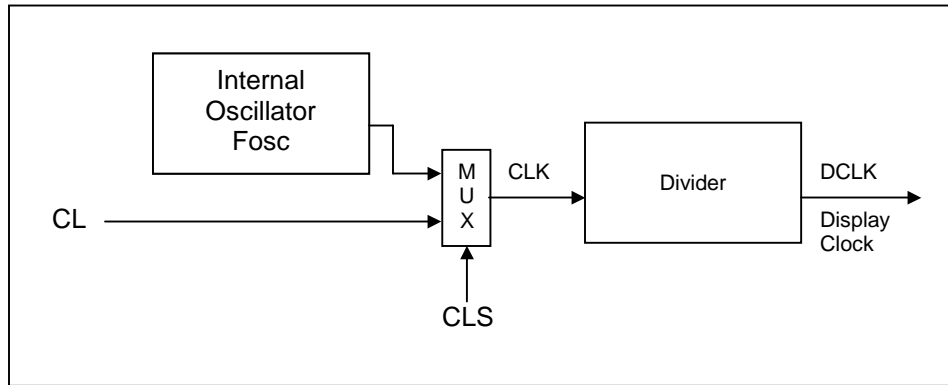 Internal
Oscillator
Fosc
M
U
X
CLK
Divider
DCLK
Display
Clock
CL
CLS